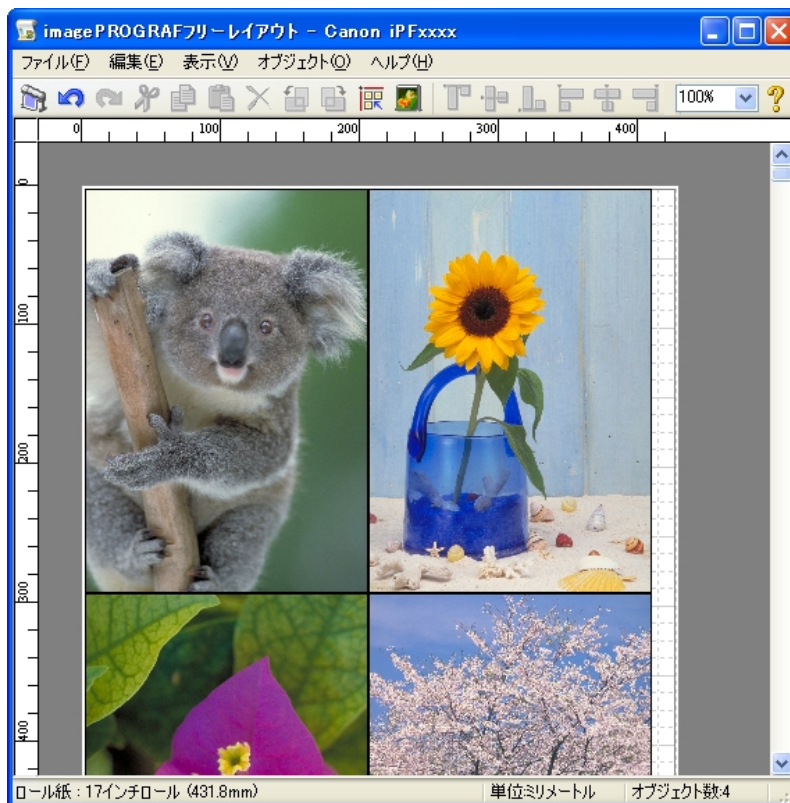 imagePROGRAFフリーレイアウト - Canon iPFxxxx
ファイル(F) 編集(E) 表示(V) オブジェクト(O) ヘルプ(H)
100%
0 100 200 300 400
0
100
200
300
400
ロール紙 : 17インチロール (431.8mm) 単位ミリメートル オブジェクト数:4